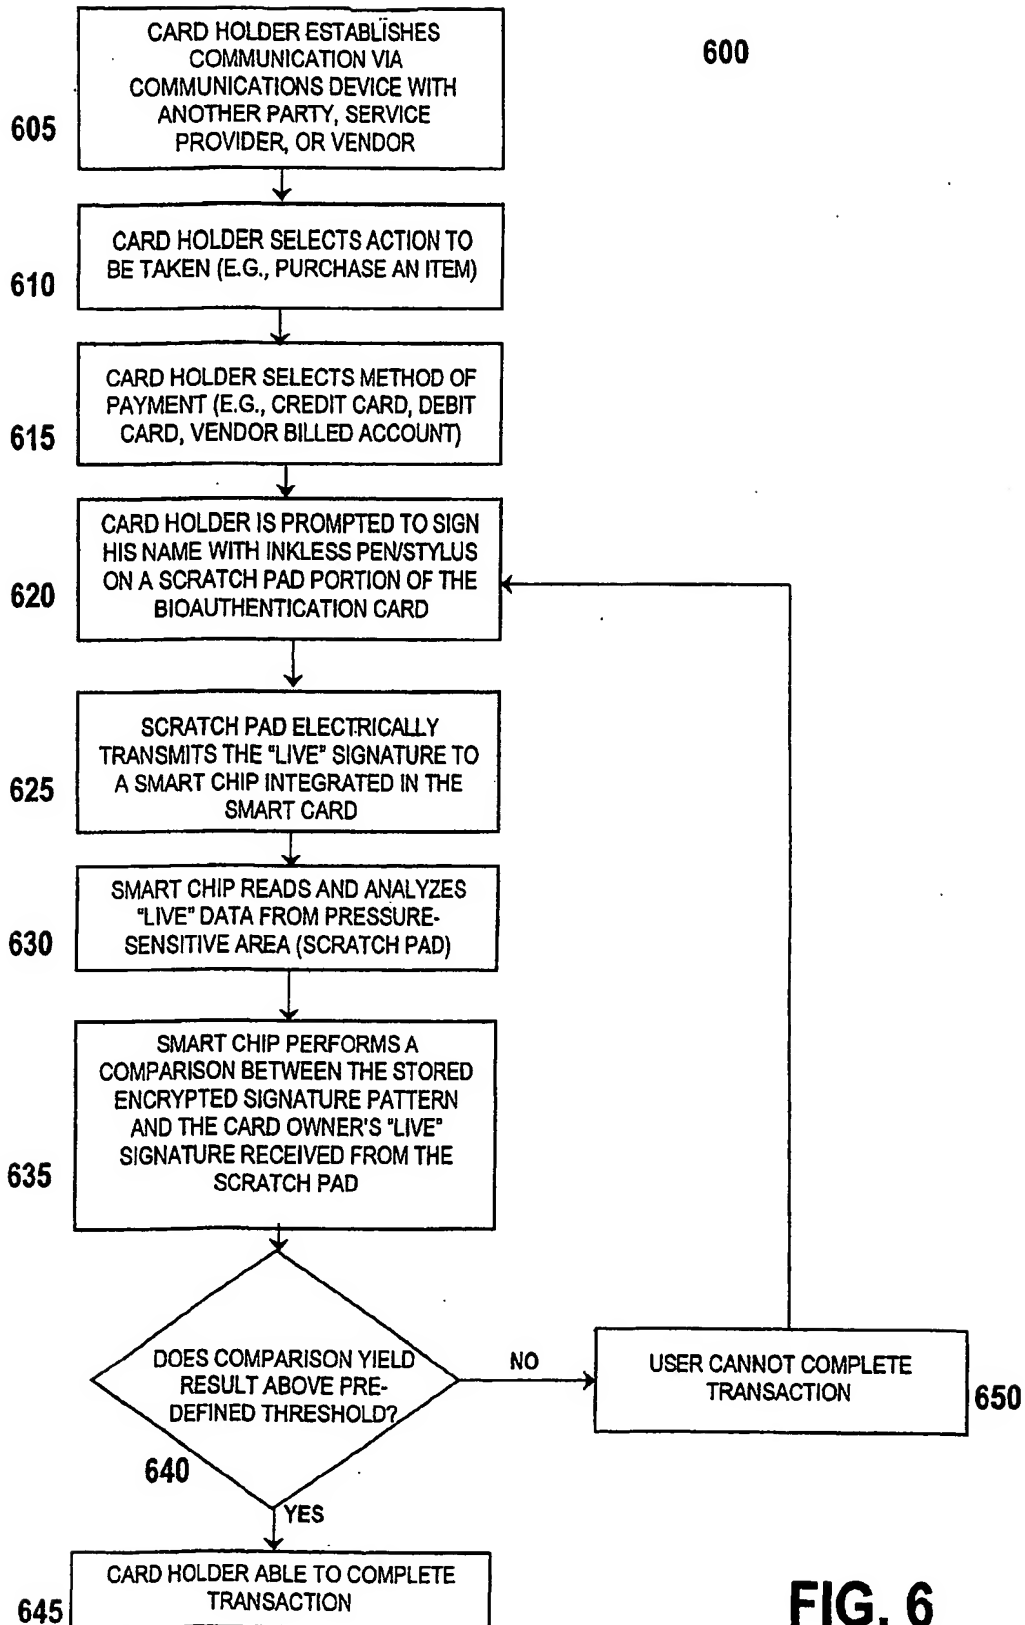 600
CARD HOLDER ESTABLISHES
COMMUNICATION VIA
COMMUNICATIONS DEVICE WITH
ANOTHER PARTY, SERVICE
PROVIDER, OR VENDOR
605
CARD HOLDER SELECTS ACTION TO
BE TAKEN (E.G., PURCHASE AN ITEM)
610
CARD HOLDER SELECTS METHOD OF
PAYMENT (E.G., CREDIT CARD, DEBIT
CARD, VENDOR BILLED ACCOUNT)
615
CARD HOLDER IS PROMPTED TO SIGN
HIS NAME WITH INKLESS PEN/STYLUS
ON A SCRATCH PAD PORTION OF THE
BIOAUTHENTICATION CARD
620
SCRATCH PAD ELECTRICALLY
TRANSMITS THE "LIVE" SIGNATURE TO
A SMART CHIP INTEGRATED IN THE
SMART CARD
625
SMART CHIP READS AND ANALYZES
"LIVE" DATA FROM PRESSURE-
SENSITIVE AREA (SCRATCH PAD)
630
SMART CHIP PERFORMS A
COMPARISON BETWEEN THE STORED
ENCRYPTED SIGNATURE PATTERN
AND THE CARD OWNER'S "LIVE"
SIGNATURE RECEIVED FROM THE
SCRATCH PAD
635
DOES COMPARISON YIELD
RESULT ABOVE PRE-
DEFINED THRESHOLD?
640
NO
USER CANNOT COMPLETE
TRANSACTION
650
YES
CARD HOLDER ABLE TO COMPLETE
TRANSACTION
645
FIG. 6